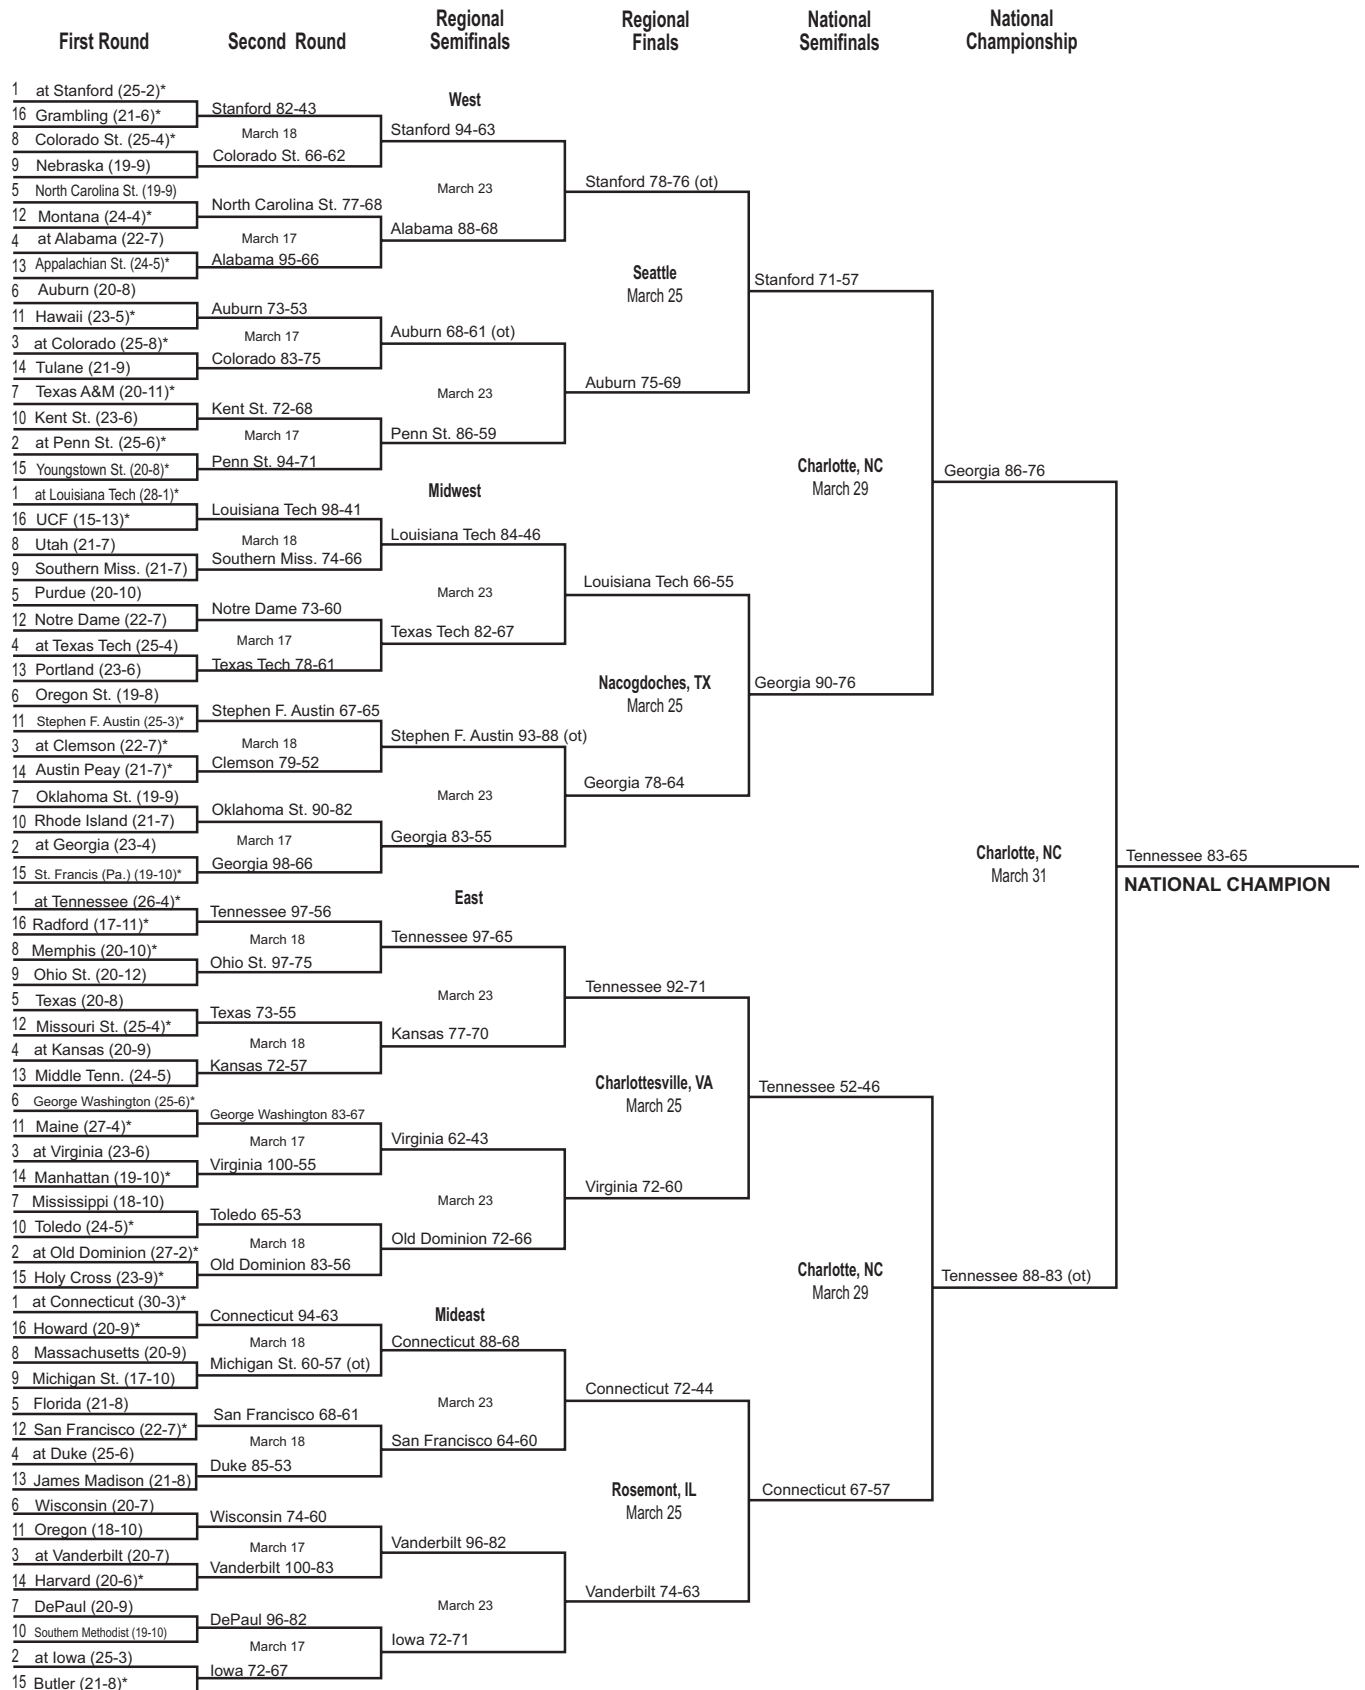 First Round
Second Round
Regional
Semifinals
Regional
Finals
National
Semifinals
National
Championship
1 at Stanford (25-2)*
16 Grambling (21-6)*
8 Colorado St. (25-4)*
9 Nebraska (19-9)
5 North Carolina St. (19-9)
12 Montana (24-4)*
4 at Alabama (22-7)
13 Appalachian St. (24-5)*
6 Auburn (20-8)
11 Hawaii (23-5)*
3 at Colorado (25-8)*
14 Tulane (21-9)
7 Texas A&M (20-11)*
10 Kent St. (23-6)
2 at Penn St. (25-6)*
15 Youngstown St. (20-8)*
1 at Louisiana Tech (28-1)*
16 UCF (15-13)*
8 Utah (21-7)
9 Southern Miss. (21-7)
5 Purdue (20-10)
12 Notre Dame (22-7)
4 at Texas Tech (25-4)
13 Portland (23-6)
6 Oregon St. (19-8)
11 Stephen F. Austin (25-3)*
3 at Clemson (22-7)*
14 Austin Peay (21-7)*
7 Oklahoma St. (19-9)
10 Rhode Island (21-7)
2 at Georgia (23-4)
15 St. Francis (Pa.) (19-10)*
1 at Tennessee (26-4)*
16 Radford (17-11)*
8 Memphis (20-10)*
9 Ohio St. (20-12)
5 Texas (20-8)
12 Missouri St. (25-4)*
4 at Kansas (20-9)
13 Middle Tenn. (24-5)
6 George Washington (25-6)*
11 Maine (27-4)*
3 at Virginia (23-6)
14 Manhattan (19-10)*
7 Mississippi (18-10)
10 Toledo (24-5)*
2 at Old Dominion (27-2)*
15 Holy Cross (23-9)*
1 at Connecticut (30-3)*
16 Howard (20-9)*
8 Massachusetts (20-9)
9 Michigan St. (17-10)
5 Florida (21-8)
12 San Francisco (22-7)*
4 at Duke (25-6)
13 James Madison (21-8)
6 Wisconsin (20-7)
11 Oregon (18-10)
3 at Vanderbilt (20-7)
14 Harvard (20-6)*
7 DePaul (20-9)
10 Southern Methodist (19-10)
2 at Iowa (25-3)
15 Butler (21-8)*
Stanford 82-43
March 18
Colorado St. 66-62
North Carolina St. 77-68
March 17
Alabama 95-66
Auburn 73-53
March 17
Colorado 83-75
Kent St. 72-68
March 17
Penn St. 94-71
Louisiana Tech 98-41
March 18
Southern Miss. 74-66
Notre Dame 73-60
March 17
Texas Tech 78-61
Stephen F. Austin 67-65
March 18
Clemson 79-52
Oklahoma St. 90-82
March 17
Georgia 98-66
Tennessee 97-56
March 18
Ohio St. 97-75
Texas 73-55
March 18
Kansas 72-57
George Washington 83-67
March 17
Virginia 100-55
Toledo 65-53
March 18
Old Dominion 83-56
Connecticut 94-63
March 18
Michigan St. 60-57 (ot)
San Francisco 68-61
March 18
Duke 85-53
Wisconsin 74-60
March 17
Vanderbilt 100-83
DePaul 96-82
March 17
Iowa 72-67
West
Stanford 94-63
March 23
Alabama 88-68
Auburn 68-61 (ot)
March 23
Penn St. 86-59
Midwest
Louisiana Tech 84-46
March 23
Texas Tech 82-67
Stephen F. Austin 93-88 (ot)
March 23
Georgia 83-55
East
Tennessee 97-65
March 23
Kansas 77-70
Virginia 62-43
March 23
Old Dominion 72-66
Mideast
Connecticut 88-68
March 23
San Francisco 64-60
Vanderbilt 96-82
March 23
Iowa 72-71
Stanford 78-76 (ot)
Seattle
March 25
Auburn 75-69
Louisiana Tech 66-55
Nacogdoches, TX
March 25
Georgia 78-64
Tennessee 92-71
Charlottesville, VA
March 25
Virginia 72-60
Connecticut 72-44
Rosemont, IL
March 25
Vanderbilt 74-63
Stanford 71-57
Charlotte, NC
March 29
Georgia 90-76
Tennessee 52-46
Charlotte, NC
March 29
Connecticut 67-57
Georgia 86-76
Charlotte, NC
March 31
Tennessee 88-83 (ot)
Tennessee 83-65
NATIONAL CHAMPION